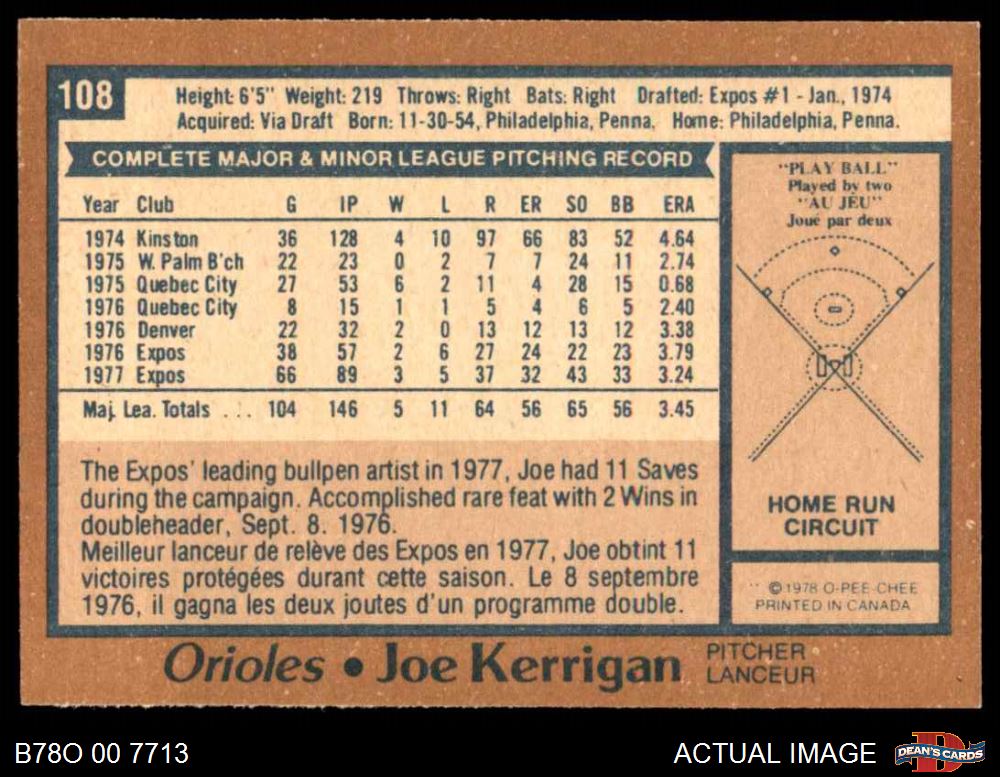 108
Height: 6'5" Weight: 219 Throws: Right Bats: Right Drafted: Expos #1 - Jan., 1974
Acquired: Via Draft Born: 11-30-54, Philadelphia, Penna. Home: Philadelphia, Penna.
COMPLETE MAJOR & MINOR LEAGUE PITCHING RECORD
Year Club G IP W L R ER SO BB ERA
1974 Kinston 36 128 4 10 97 66 83 52 4.64
1975 W. Palm B'ch 22 23 0 2 7 7 24 11 2.74
1975 Quebec City 27 53 6 2 11 4 28 15 0.68
1976 Quebec City 8 15 1 1 5 4 6 5 2.40
1976 Denver 22 32 2 0 13 12 13 12 3.38
1976 Expos 38 57 2 6 27 24 22 23 3.79
1977 Expos 66 89 3 5 37 32 43 33 3.24
Maj. Lea. Totals ... 104 146 5 11 64 56 65 56 3.45
The Expos' leading bullpen artist in 1977, Joe had 11 Saves
during the campaign. Accomplished rare feat with 2 Wins in
doubleheader, Sept. 8. 1976.
Meilleur lanceur de relève des Expos en 1977, Joe obtint 11
victoires protégées durant cette saison. Le 8 septembre
1976, il gagna les deux joutes d'un programme double.
"PLAY BALL"
Played by two
"AU JEU"
Joué par deux
HOME RUN
CIRCUIT
© 1978 O-PEE-CHEE
PRINTED IN CANADA
Orioles • Joe Kerrigan
PITCHER
LANCEUR
B78O 00 7713
ACTUAL IMAGE
DEAN'S CARDS